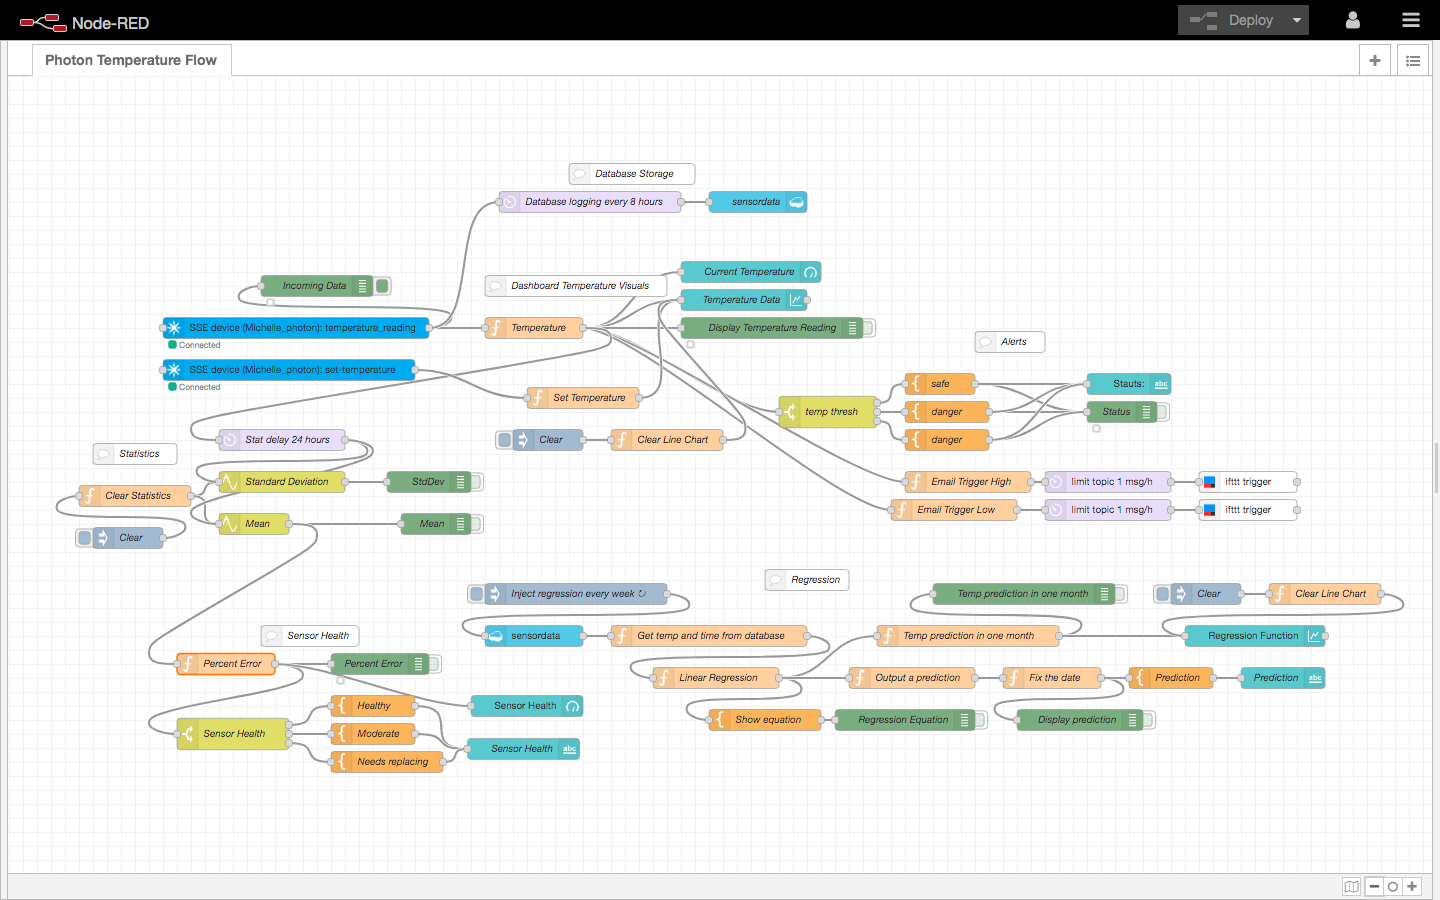 Node-RED
Deploy
Photon Temperature Flow
Database Storage
Database logging every 8 hours
sensordata
Current Temperature
Incoming Data
Dashboard Temperature Visuals
Temperature Data
SSE device (Michelle_photon): temperature_reading
Temperature
Display Temperature Reading
Connected
Alerts
SSE device (Michelle_photon): set-temperature
Connected
Set Temperature
safe
Stauts:
abc
temp thresh
danger
Status
Stat delay 24 hours
Clear
Clear Line Chart
danger
Statistics
Standard Deviation
StdDev
Email Trigger High
limit topic 1 msg/h
ifttt trigger
Clear Statistics
Email Trigger Low
limit topic 1 msg/h
ifttt trigger
Mean
Mean
Clear
Regression
Inject regression every week ↻
Temp prediction in one month
Clear
Clear Line Chart
Sensor Health
sensordata
Get temp and time from database
Temp prediction in one month
Regression Function
Percent Error
Percent Error
Linear Regression
Output a prediction
Fix the date
Prediction
Prediction
abc
Healthy
Sensor Health
Show equation
Regression Equation
Display prediction
Sensor Health
Moderate
Sensor Health
abc
Needs replacing